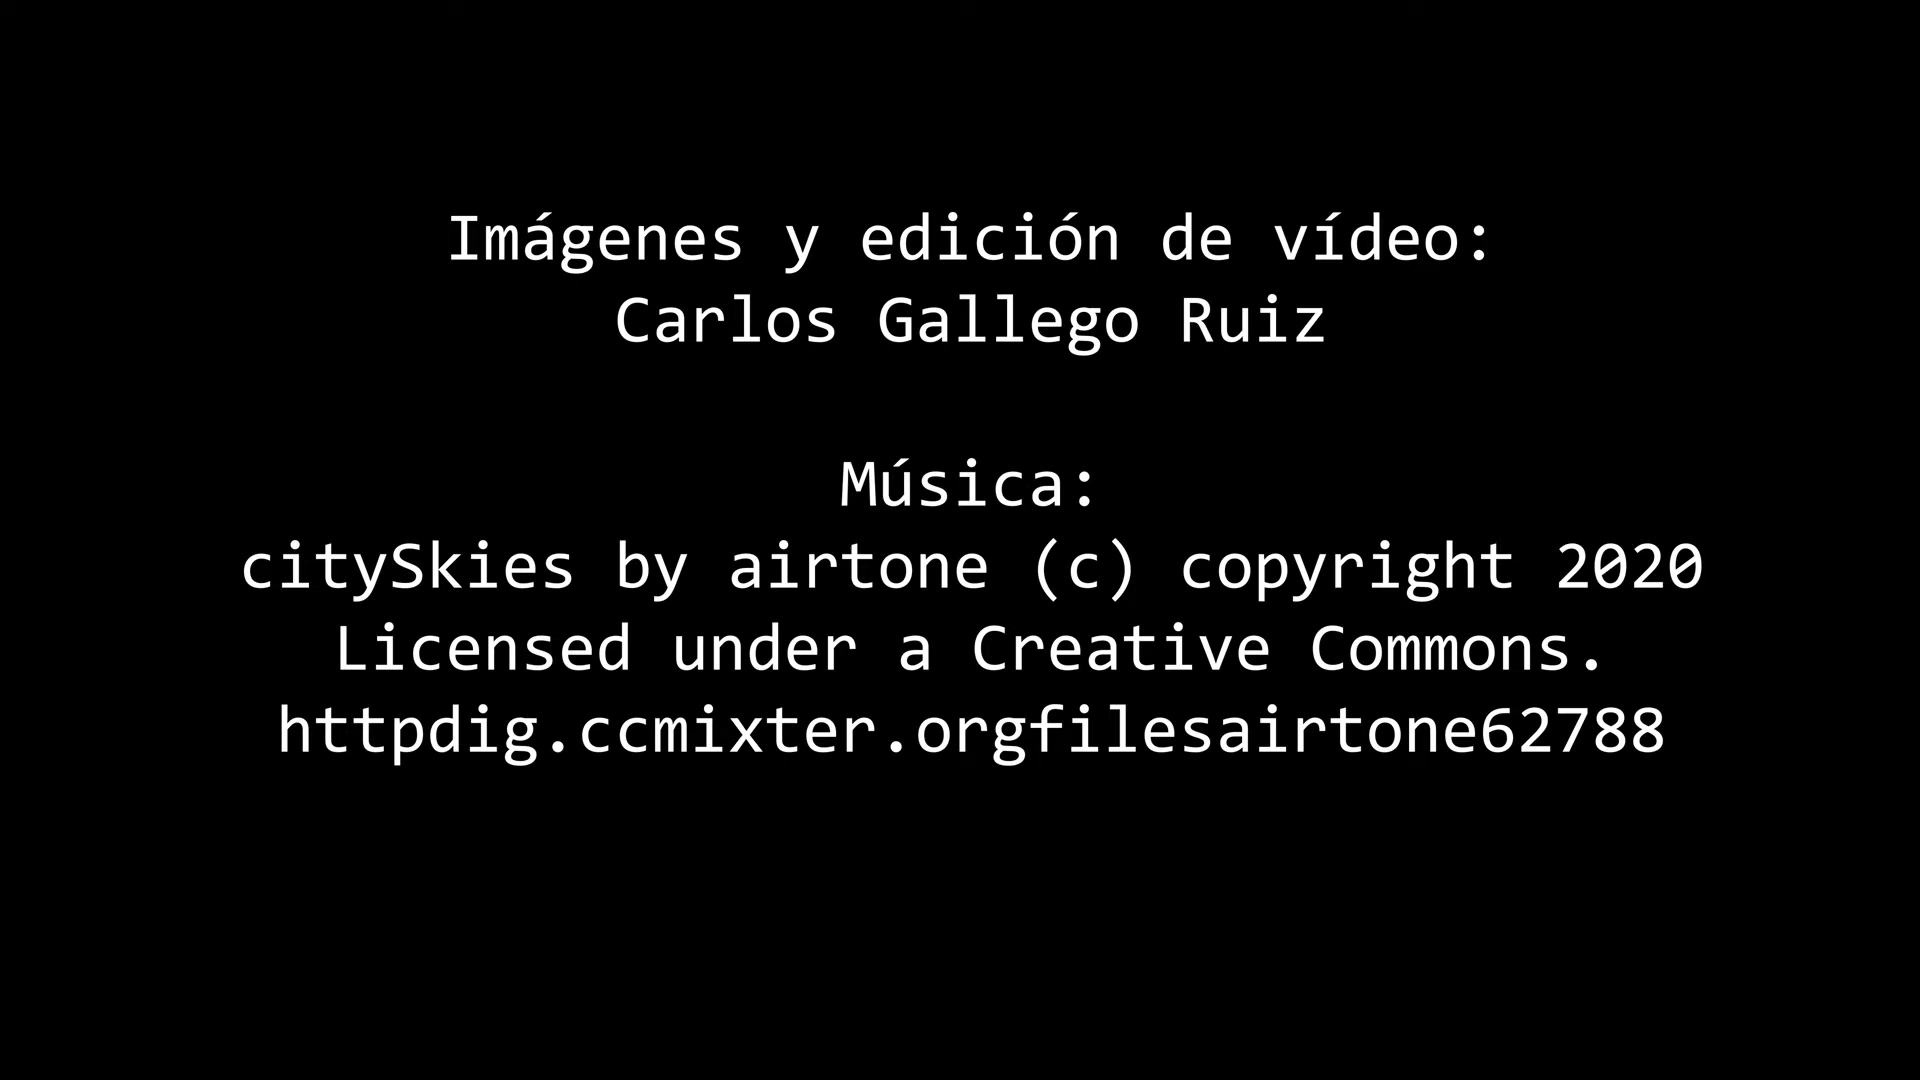 Imágenes y edición de vídeo:
Carlos Gallego Ruiz
Música:
citySkies by airtone (c) copyright 2020
Licensed under a Creative Commons.
httpdig.ccmixter.orgfilesairtone62788